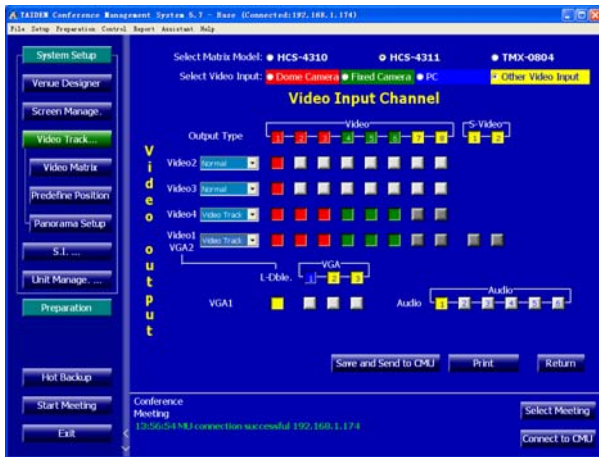 TAIDEN Conference Management System 5.7 - Base (Connected:192.168.1.174)
File Setup Preparation Control Report Assistant Help
System Setup
Venue Designer
Screen Manage.
Video Track...
Video Matrix
Predefine Position
Panorama Setup
S.I. ...
Unit Manage. ...
Preparation
Hot Backup
Start Meeting
Exit
Select Matrix Model: HCS-4310 HCS-4311 TMX-0804
Select Video Input: Dome Camera Fixed Camera PC Other Video Input
Video Input Channel
Video output
Output Type Video 1 2 3 4 5 6 7 8 S-Video 1 2
Video2 Normal
Video3 Normal
Video4 Video Track
Video1 Video Track
VGA2
L-Dble. VGA 1 2 3
VGA1
Audio Audio 1 2 3 4 5 6
Save and Send to CMU Print Return
Conference
Meeting
13:56:54 MU connection successful 192.168.1.174
Select Meeting
Connect to CMU